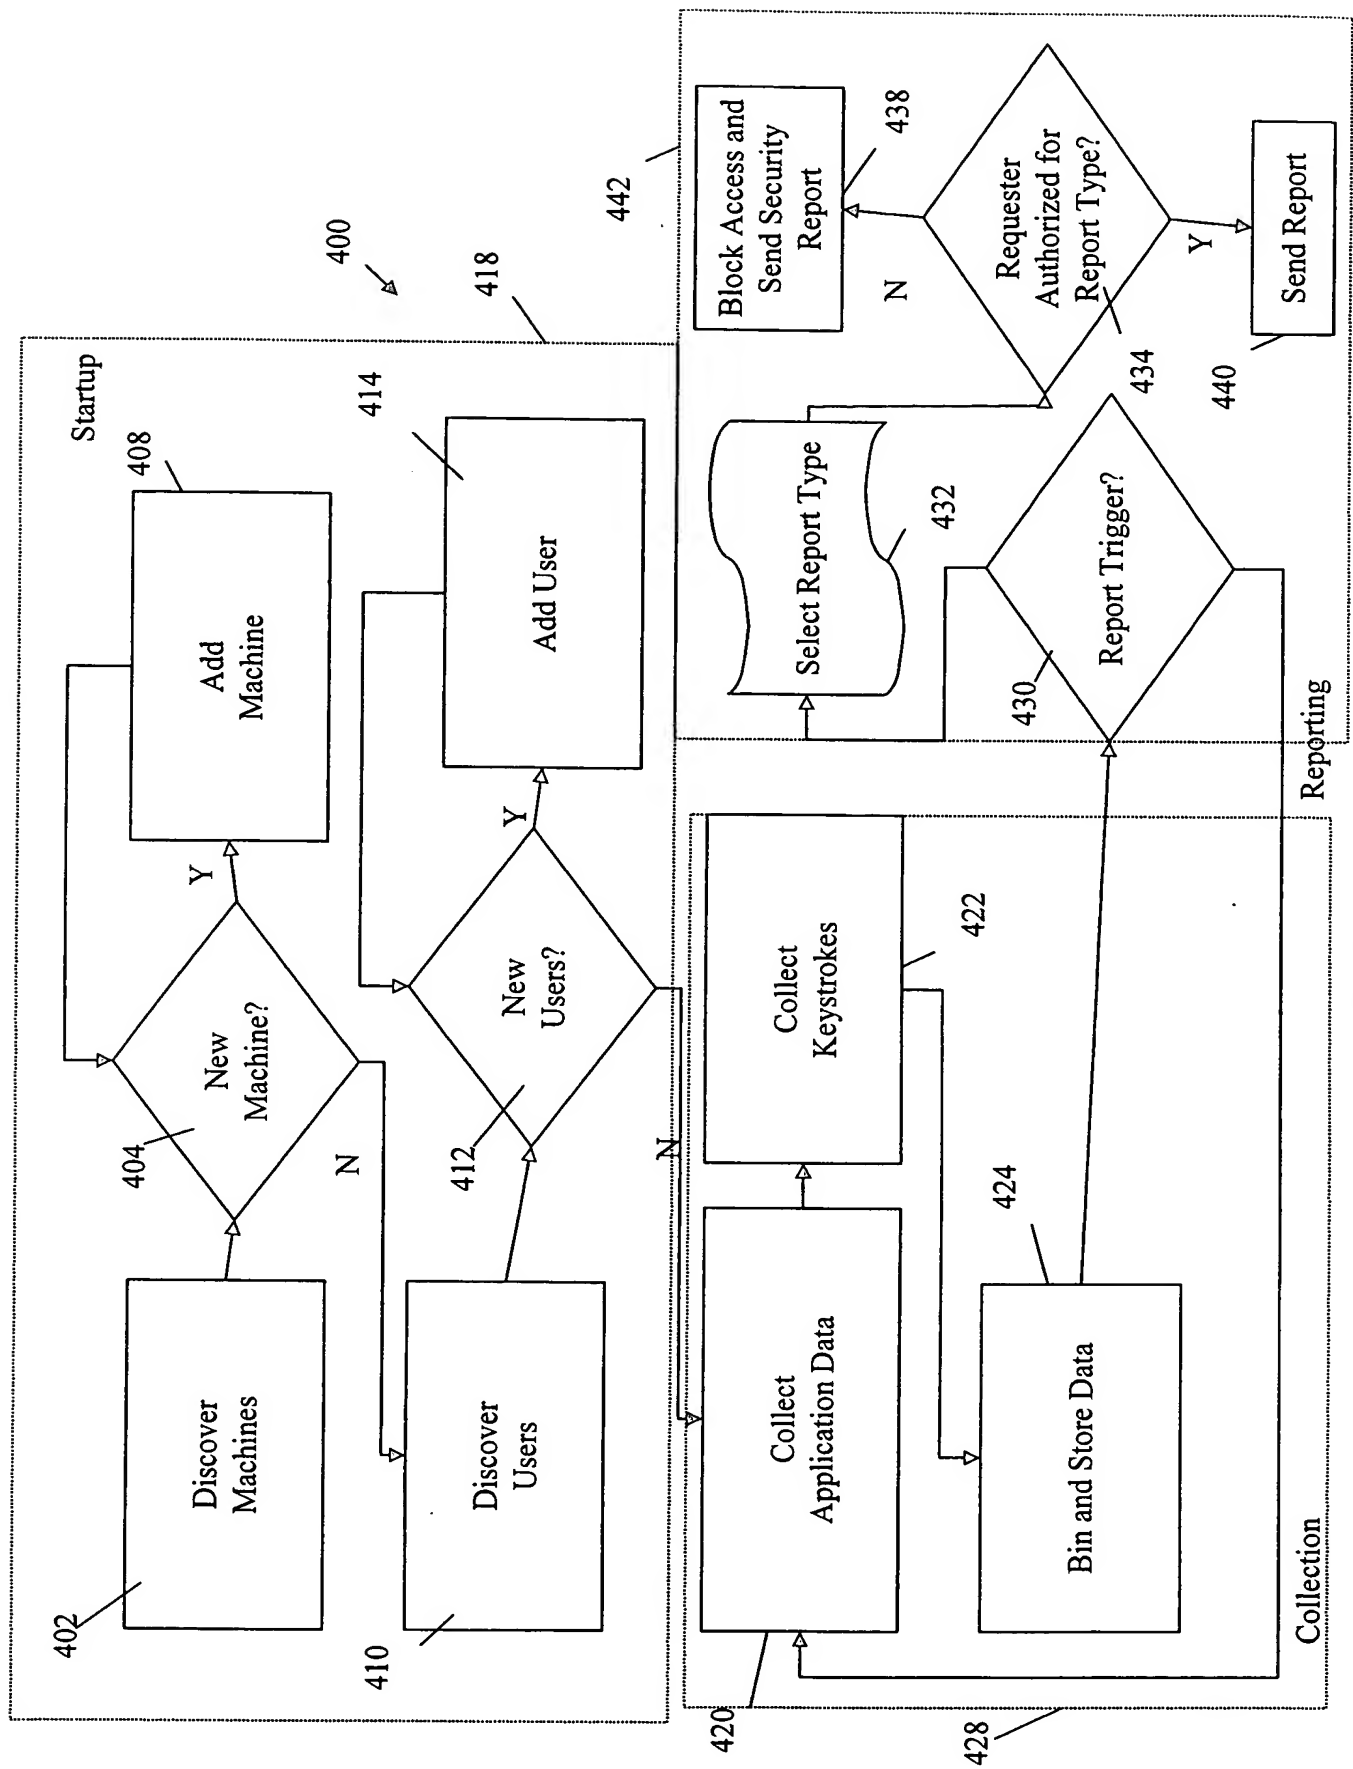 400
Startup
418
402
Discover
Machines
404
New
Machine?
Y
408
Add
Machine
N
410
Discover
Users
412
New
Users?
Y
414
Add User
N
420
Collect
Application Data
Collect
Keystrokes
422
424
Bin and Store Data
428
Collection
442
Select Report Type
432
430
Report Trigger?
Reporting
Requester
Authorized for
Report Type?
434
N
Block Access and
Send Security
Report
438
Y
440
Send Report